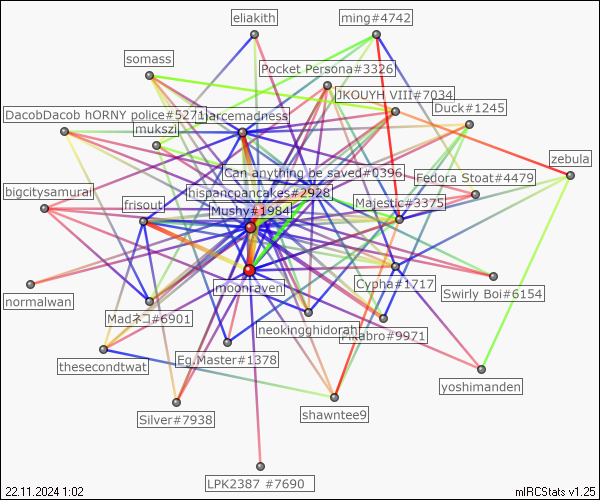 eliakith
ming#4742
somass
Pocket Persona#3326
JKOUYH VIII#7034
Duck#1245
DacobDacob hORNY police#5271
arcemadness
mukszi
zebula
Can anything be saved#0396
Fedora Stoat#4479
bigcitysamurai
hispancpancakes#2928
frisout
Majestic#3375
Mushy#1984
moonraven
Cypha#1717
Swirly Boi#6154
normalwan
Madネコ#6901
neokingghidorah
#9971
Eg.Master#1378
thesecondtwat
yoshimanden
Silver#7938
shawntee9
LPK2387 #7690
22.11.2024 1:02
mIRCStats v1.25